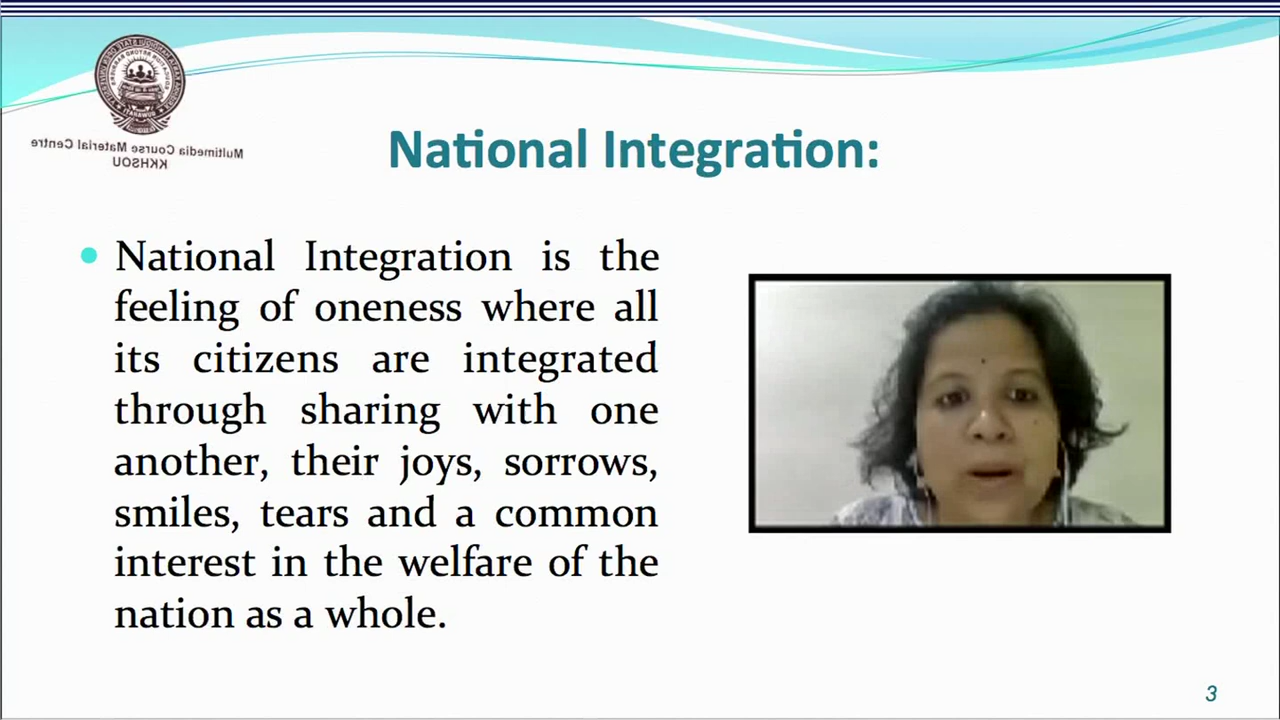 Multimedia Course Material Centre
KKHSOU
National Integration:
National Integration is the
feeling of oneness where all
its citizens are integrated
through sharing with one
another, their joys, sorrows,
smiles, tears and a common
interest in the welfare of the
nation as a whole.
3